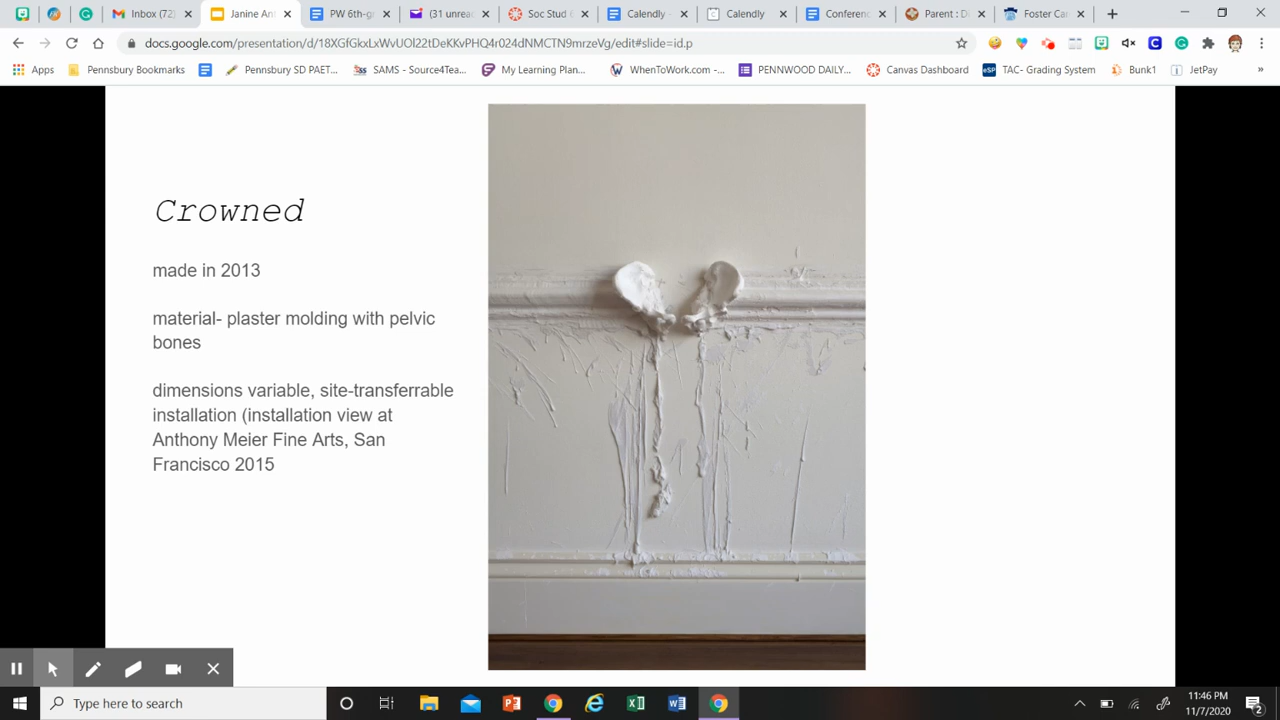 Inbox (72)
Janine An
PW 6th-g
(31 unrea
Soc Stud
Calendly -
Calendly
Conferenc
Parent : D
Foster Ca
docs.google.com/presentation/d/18XGfGkxlxcWvUOl22tDeKKvPHQ4r024dNMCTN9mrzeVg/edit#slide=id.p
Apps
Pennsbury Bookmarks
Pennsbury SD PAET...
SAMS - Source4Tea...
My Learning Plan...
WhenToWork.com -...
PENNWOOD DAILY...
Canvas Dashboard
TAC- Grading System
Bunk1
JetPay
»
Crowned
made in 2013
material- plaster molding with pelvic
bones
dimensions variable, site-transferrable
installation (installation view at
Anthony Meier Fine Arts, San
Francisco 2015
Type here to search
11:46 PM
11/7/2020
2